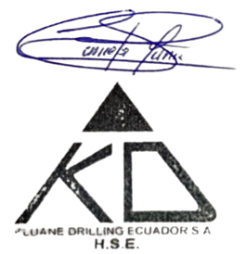 KD
KLUANE DRILLING ECUADOR S.A
H.S.E.